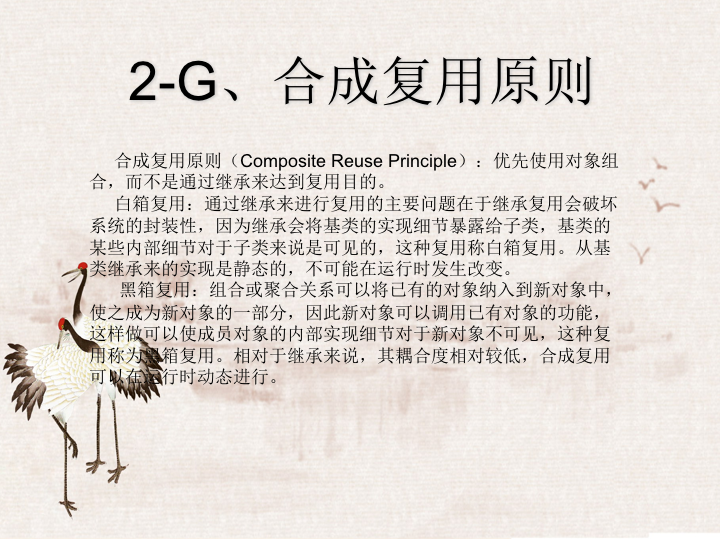 2-G、合成复用原则
合成复用原则（Composite Reuse Principle）：优先使用对象组
合，而不是通过继承来达到复用目的。
白箱复用：通过继承来进行复用的主要问题在于继承复用会破坏
系统的封装性，因为继承会将基类的实现细节暴露给子类，基类的
某些内部细节对于子类来说是可见的，这种复用称白箱复用。从基
类继承来的实现是静态的，不可能在运行时发生改变。
黑箱复用：组合或聚合关系可以将已有的对象纳入到新对象中，
使之成为新对象的一部分，因此新对象可以调用已有对象的功能，
这样做可以使成员对象的内部实现细节对于新对象不可见，这种复
用称为黑箱复用。相对于继承来说，其耦合度相对较低，合成复用
可以在运行时动态进行。